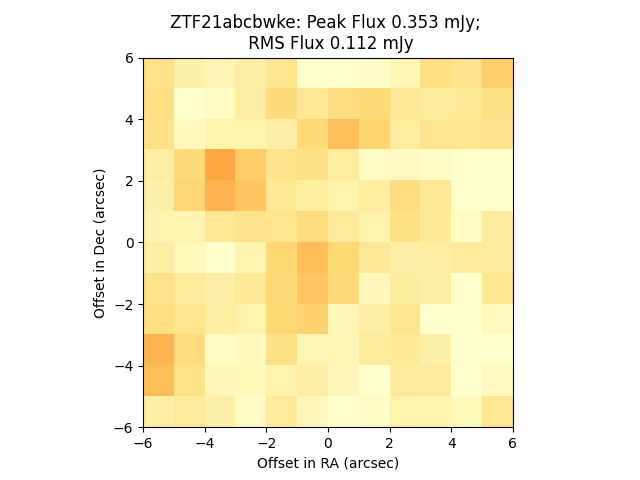 ZTF21abcbwke: Peak Flux 0.353 mJy;
RMS Flux 0.112 mJy
6
4
2
0
−2
−4
−6
Offset in Dec (arcsec)
−6 −4 −2 0 2 4 6
Offset in RA (arcsec)